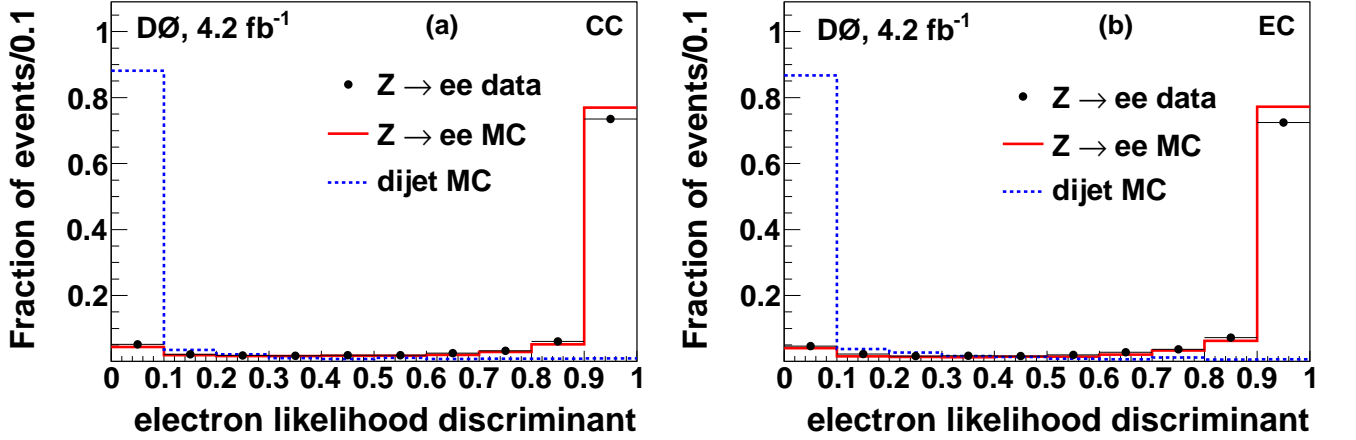 DØ, 4.2 fb⁻¹ (a) CC
Fraction of events/0.1
1
0.8
0.6
0.4
0.2
Z → ee data
Z → ee MC
dijet MC
0 0.1 0.2 0.3 0.4 0.5 0.6 0.7 0.8 0.9 1
electron likelihood discriminant
DØ, 4.2 fb⁻¹ (b) EC
Fraction of events/0.1
1
0.8
0.6
0.4
0.2
Z → ee data
Z → ee MC
dijet MC
0 0.1 0.2 0.3 0.4 0.5 0.6 0.7 0.8 0.9 1
electron likelihood discriminant